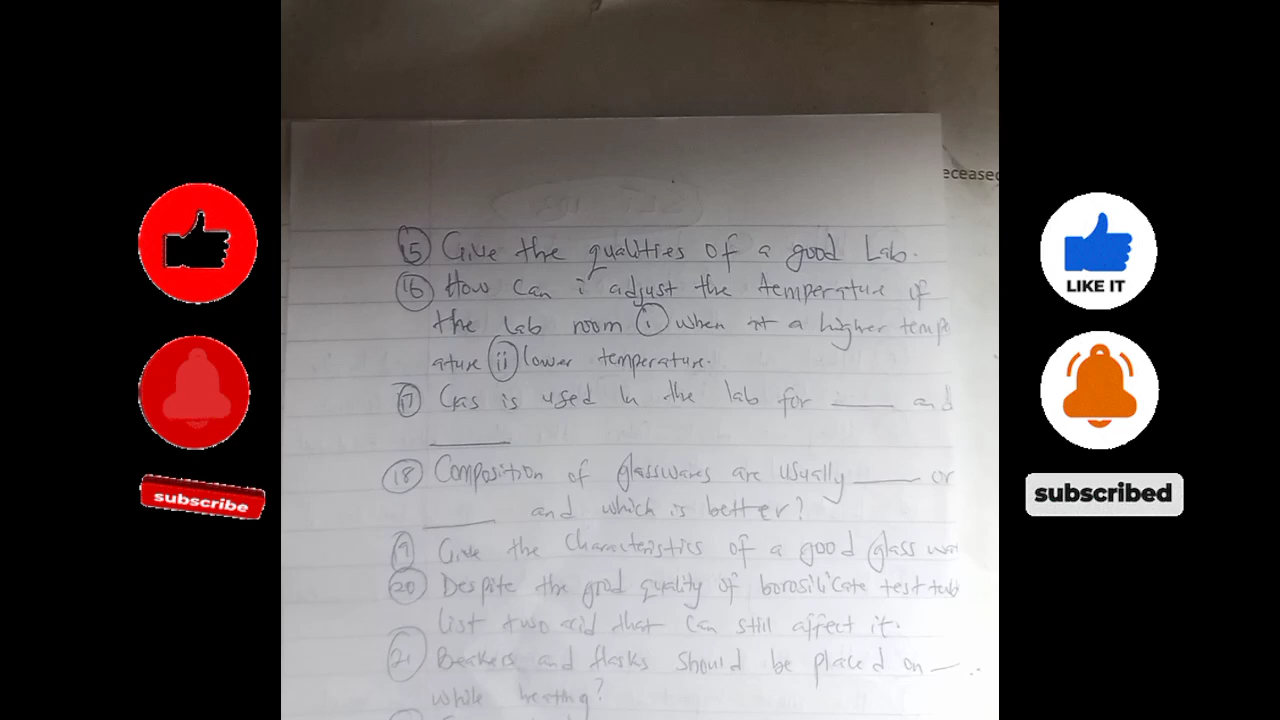 eceased
15 Give the qualities of a good Lab.
16 How can i adjust the temperature of
the lab room (i) when it a higher tempe
ature (ii) lower temperature.
17 Gas is used in the lab for ____ and
____
18 Composition of glasswares are usually ____ or
____ and which is better?
19 Give the characteristics of a good glass war
20 Despite the good quality of borosilicate test tub
list two acid that can still affect it.
21 Beakers and flasks should be placed on — ..
while heating?
subscribe
LIKE IT
subscribed